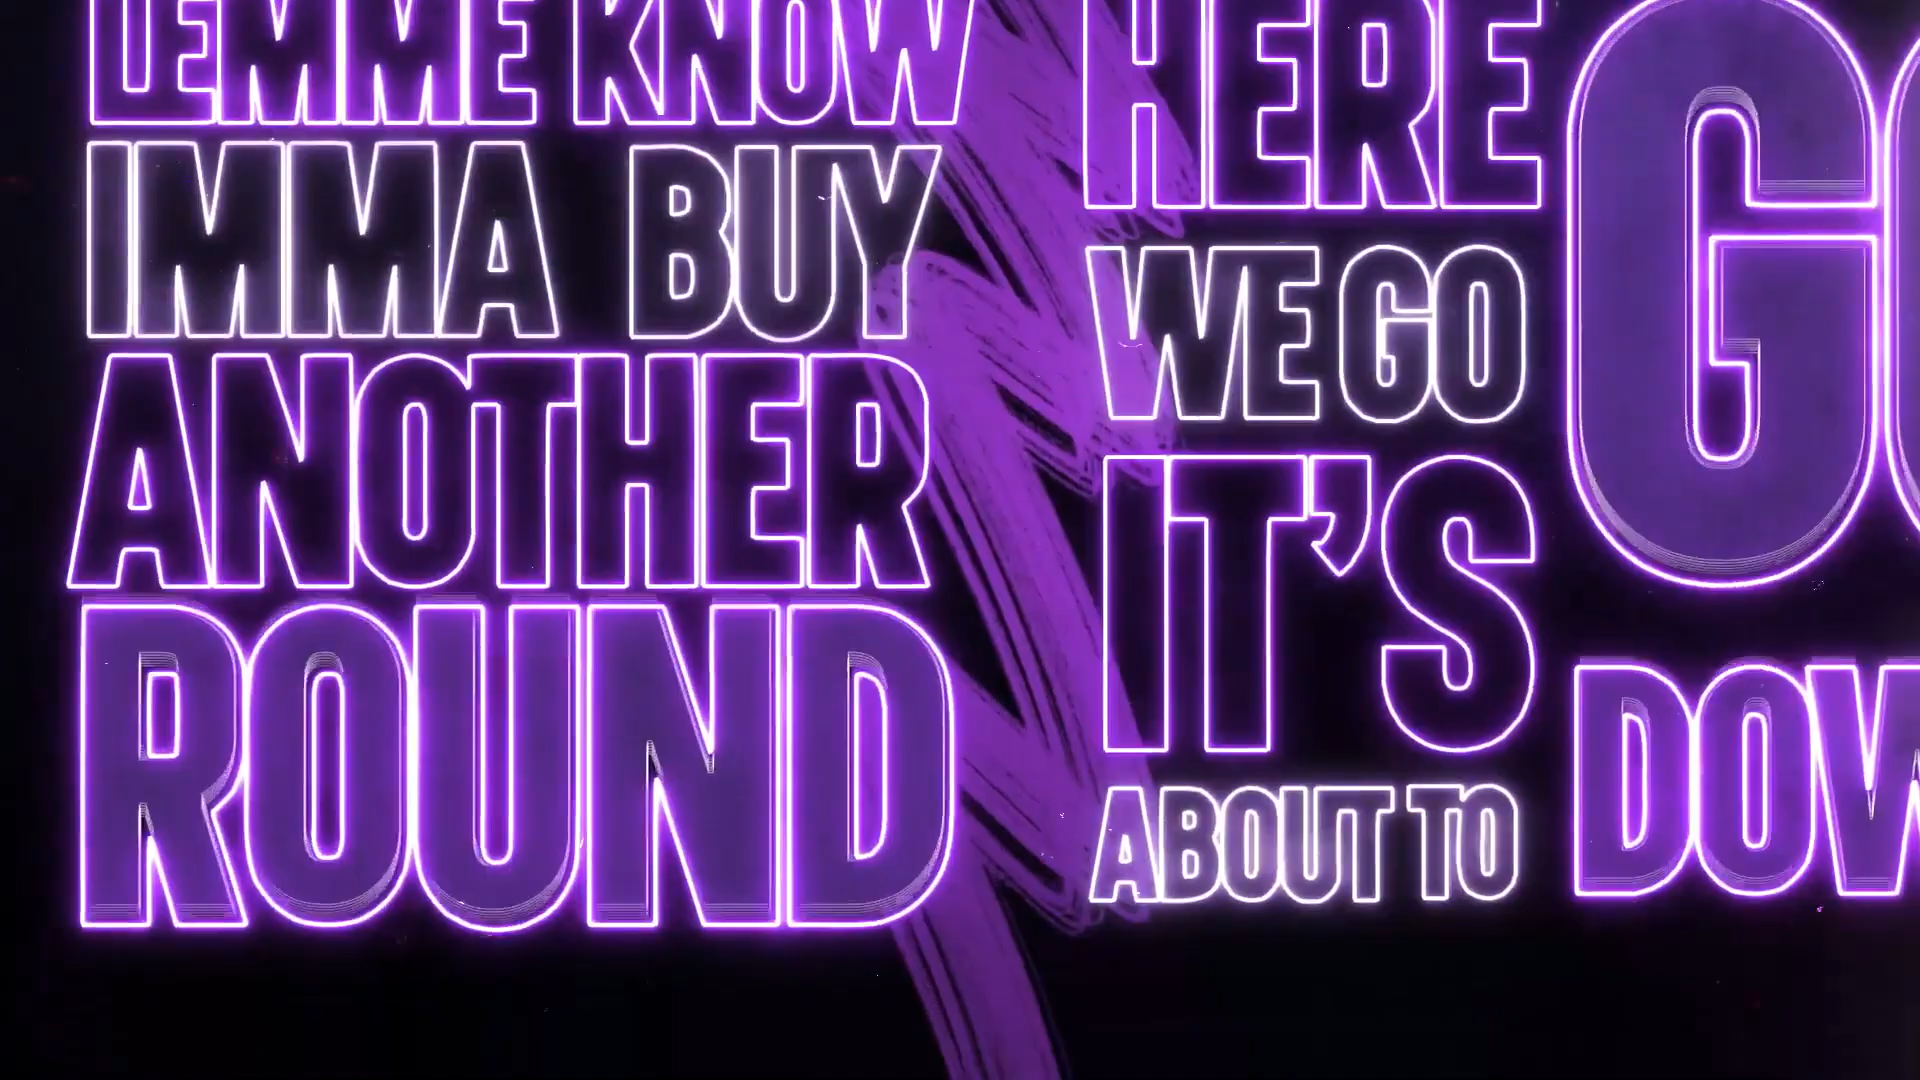 LEMME KNOW
IMMA BUY
ANOTHER
ROUND
HERE
WE GO
IT'S
ABOUT TO